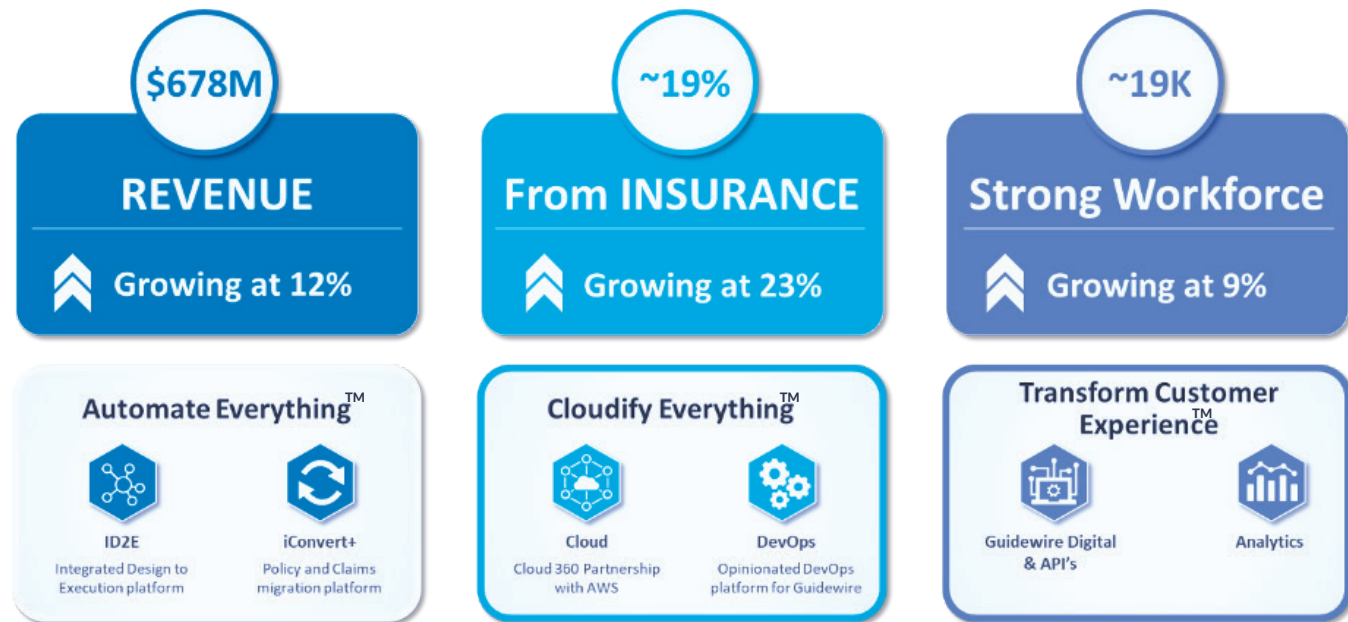 $678M
REVENUE
Growing at 12%
~19%
From INSURANCE
Growing at 23%
~19K
Strong Workforce
Growing at 9%
Automate Everything™
ID2E
Integrated Design to
Execution platform
iConvert+
Policy and Claims
migration platform
Cloudify Everything™
Cloud
Cloud 360 Partnership
with AWS
DevOps
Opinionated DevOps
platform for Guidewire
Transform Customer
Experience™
Guidewire Digital
& API's
Analytics